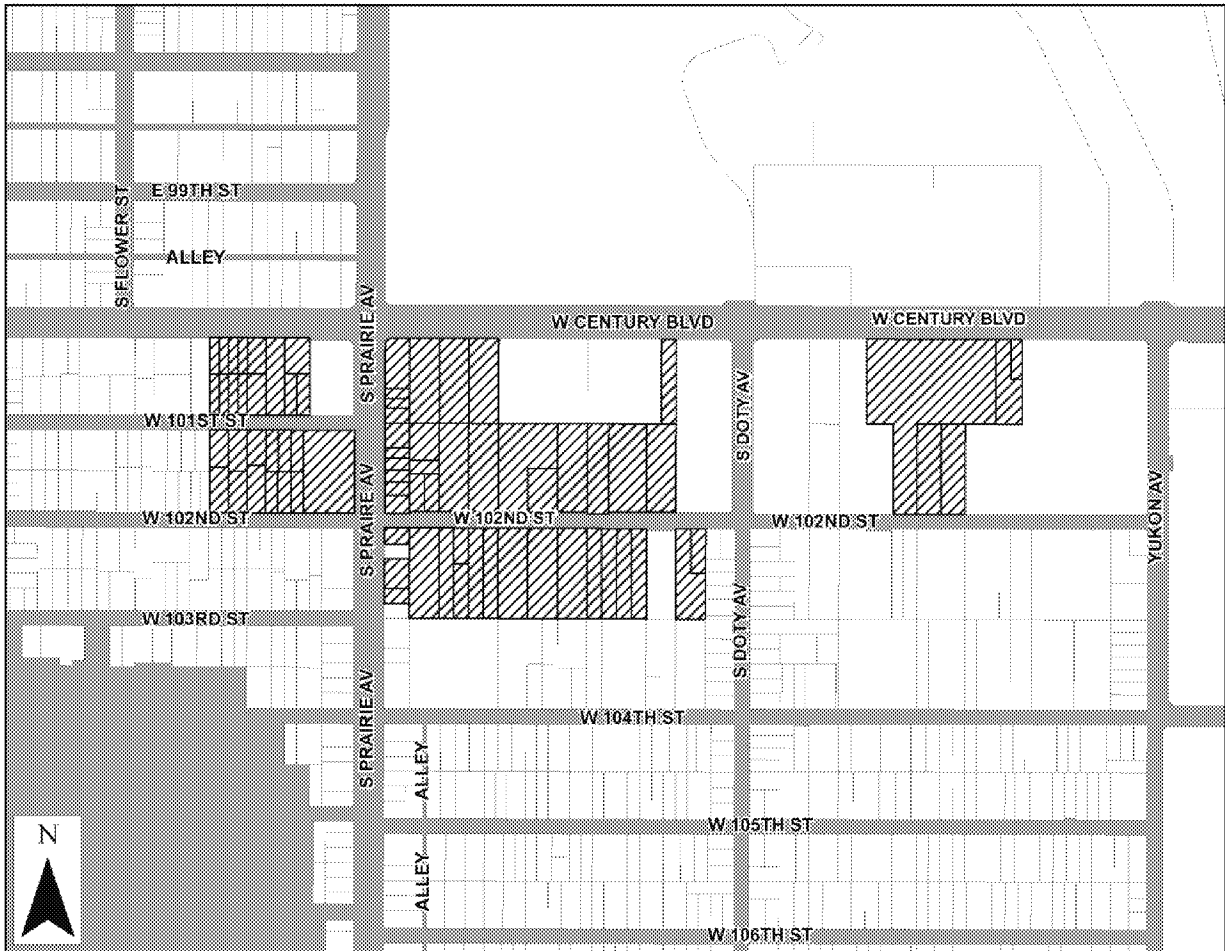 S FLOWER ST
E 99TH ST
ALLEY
S PRAIRIE AV
W CENTURY BLVD
W CENTURY BLVD
W 101ST ST
S DOTY AV
S PRAIRE AV
W 102ND ST
W 102ND ST
W 102ND ST
YUKON AV
W 103RD ST
S DOTY AV
S PRAIRIE AV
W 104TH ST
ALLEY
W 105TH ST
N
ALLEY
W 106TH ST